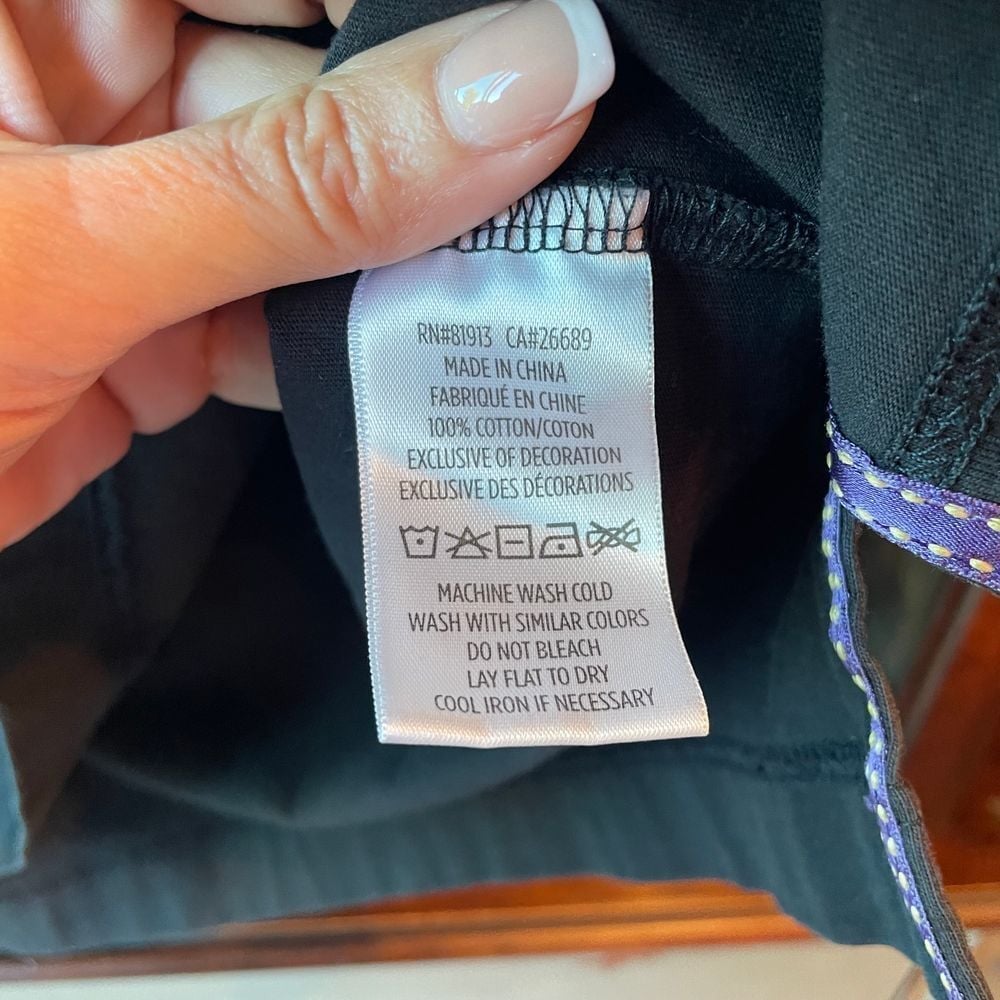 RN#81913 CA#26689
MADE IN CHINA
FABRIQUÉ EN CHINE
100% COTTON/COTON
EXCLUSIVE OF DECORATION
EXCLUSIVE DES DÉCORATIONS
MACHINE WASH COLD
WASH WITH SIMILAR COLORS
DO NOT BLEACH
LAY FLAT TO DRY
COOL IRON IF NECESSARY